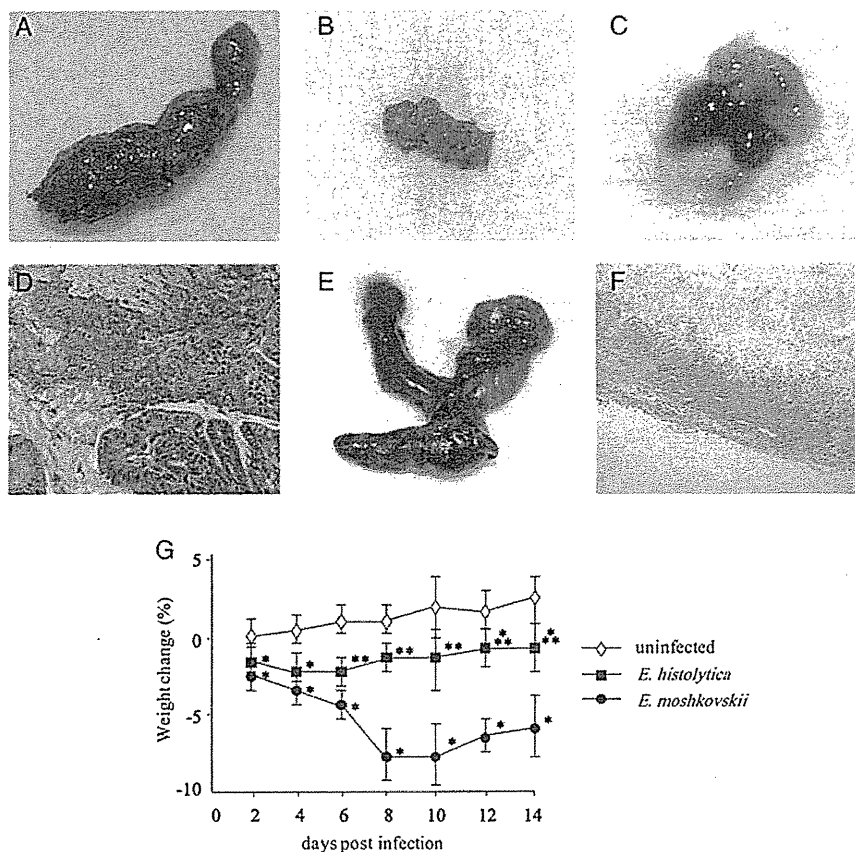 A
B
C
D
E
F
G
5
0
-5
-10
Weight change (%)
0 2 4 6 8 10 12 14
days post infection
uninfected
E. histolytica
E. moshkovskii
* * * * ** ** ** * ** * **
* * * * * * *